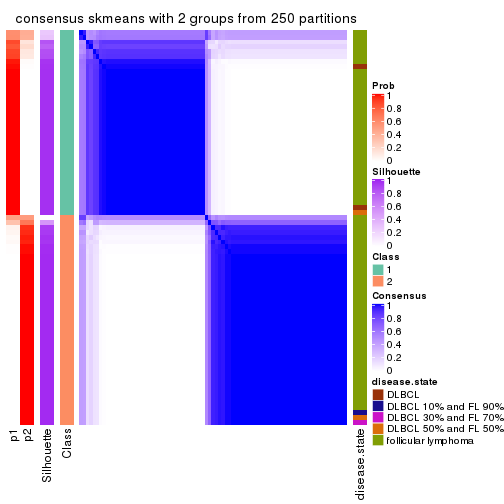 consensus skmeans with 2 groups from 250 partitions
Prob
1
0.8
0.6
0.4
0.2
0
Silhouette
1
0.8
0.6
0.4
0.2
0
Class
1
2
Consensus
1
0.8
0.6
0.4
0.2
0
disease.state
DLBCL
DLBCL 10% and FL 90%
DLBCL 30% and FL 70%
DLBCL 50% and FL 50%
follicular lymphoma
p1
p2
Silhouette
Class
disease.state